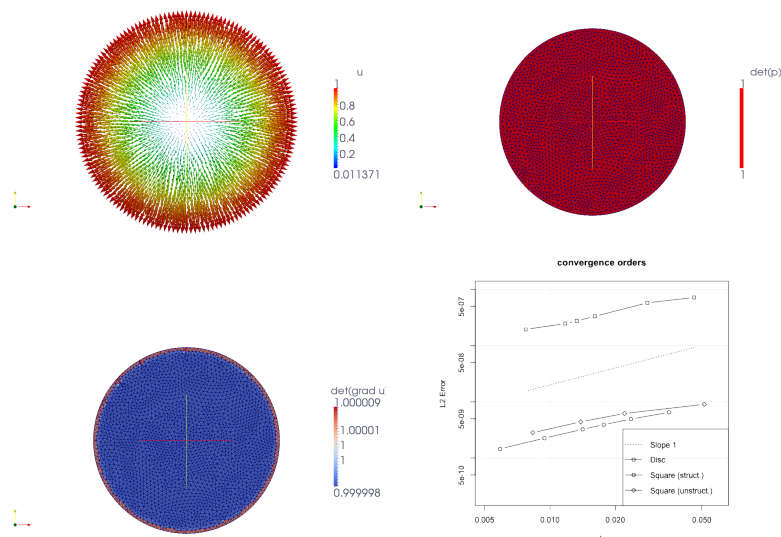 u
1
0.8
0.6
0.4
0.2
0.011371
det(p)
1
1
det(grad u)
1.000009
1.00001
1
1
0.999998
convergence orders
L2 Error
5e-07
5e-08
5e-09
5e-10
Slope 1
Disc
Square (struct.)
Square (unstruct.)
0.005
0.010
0.020
0.050